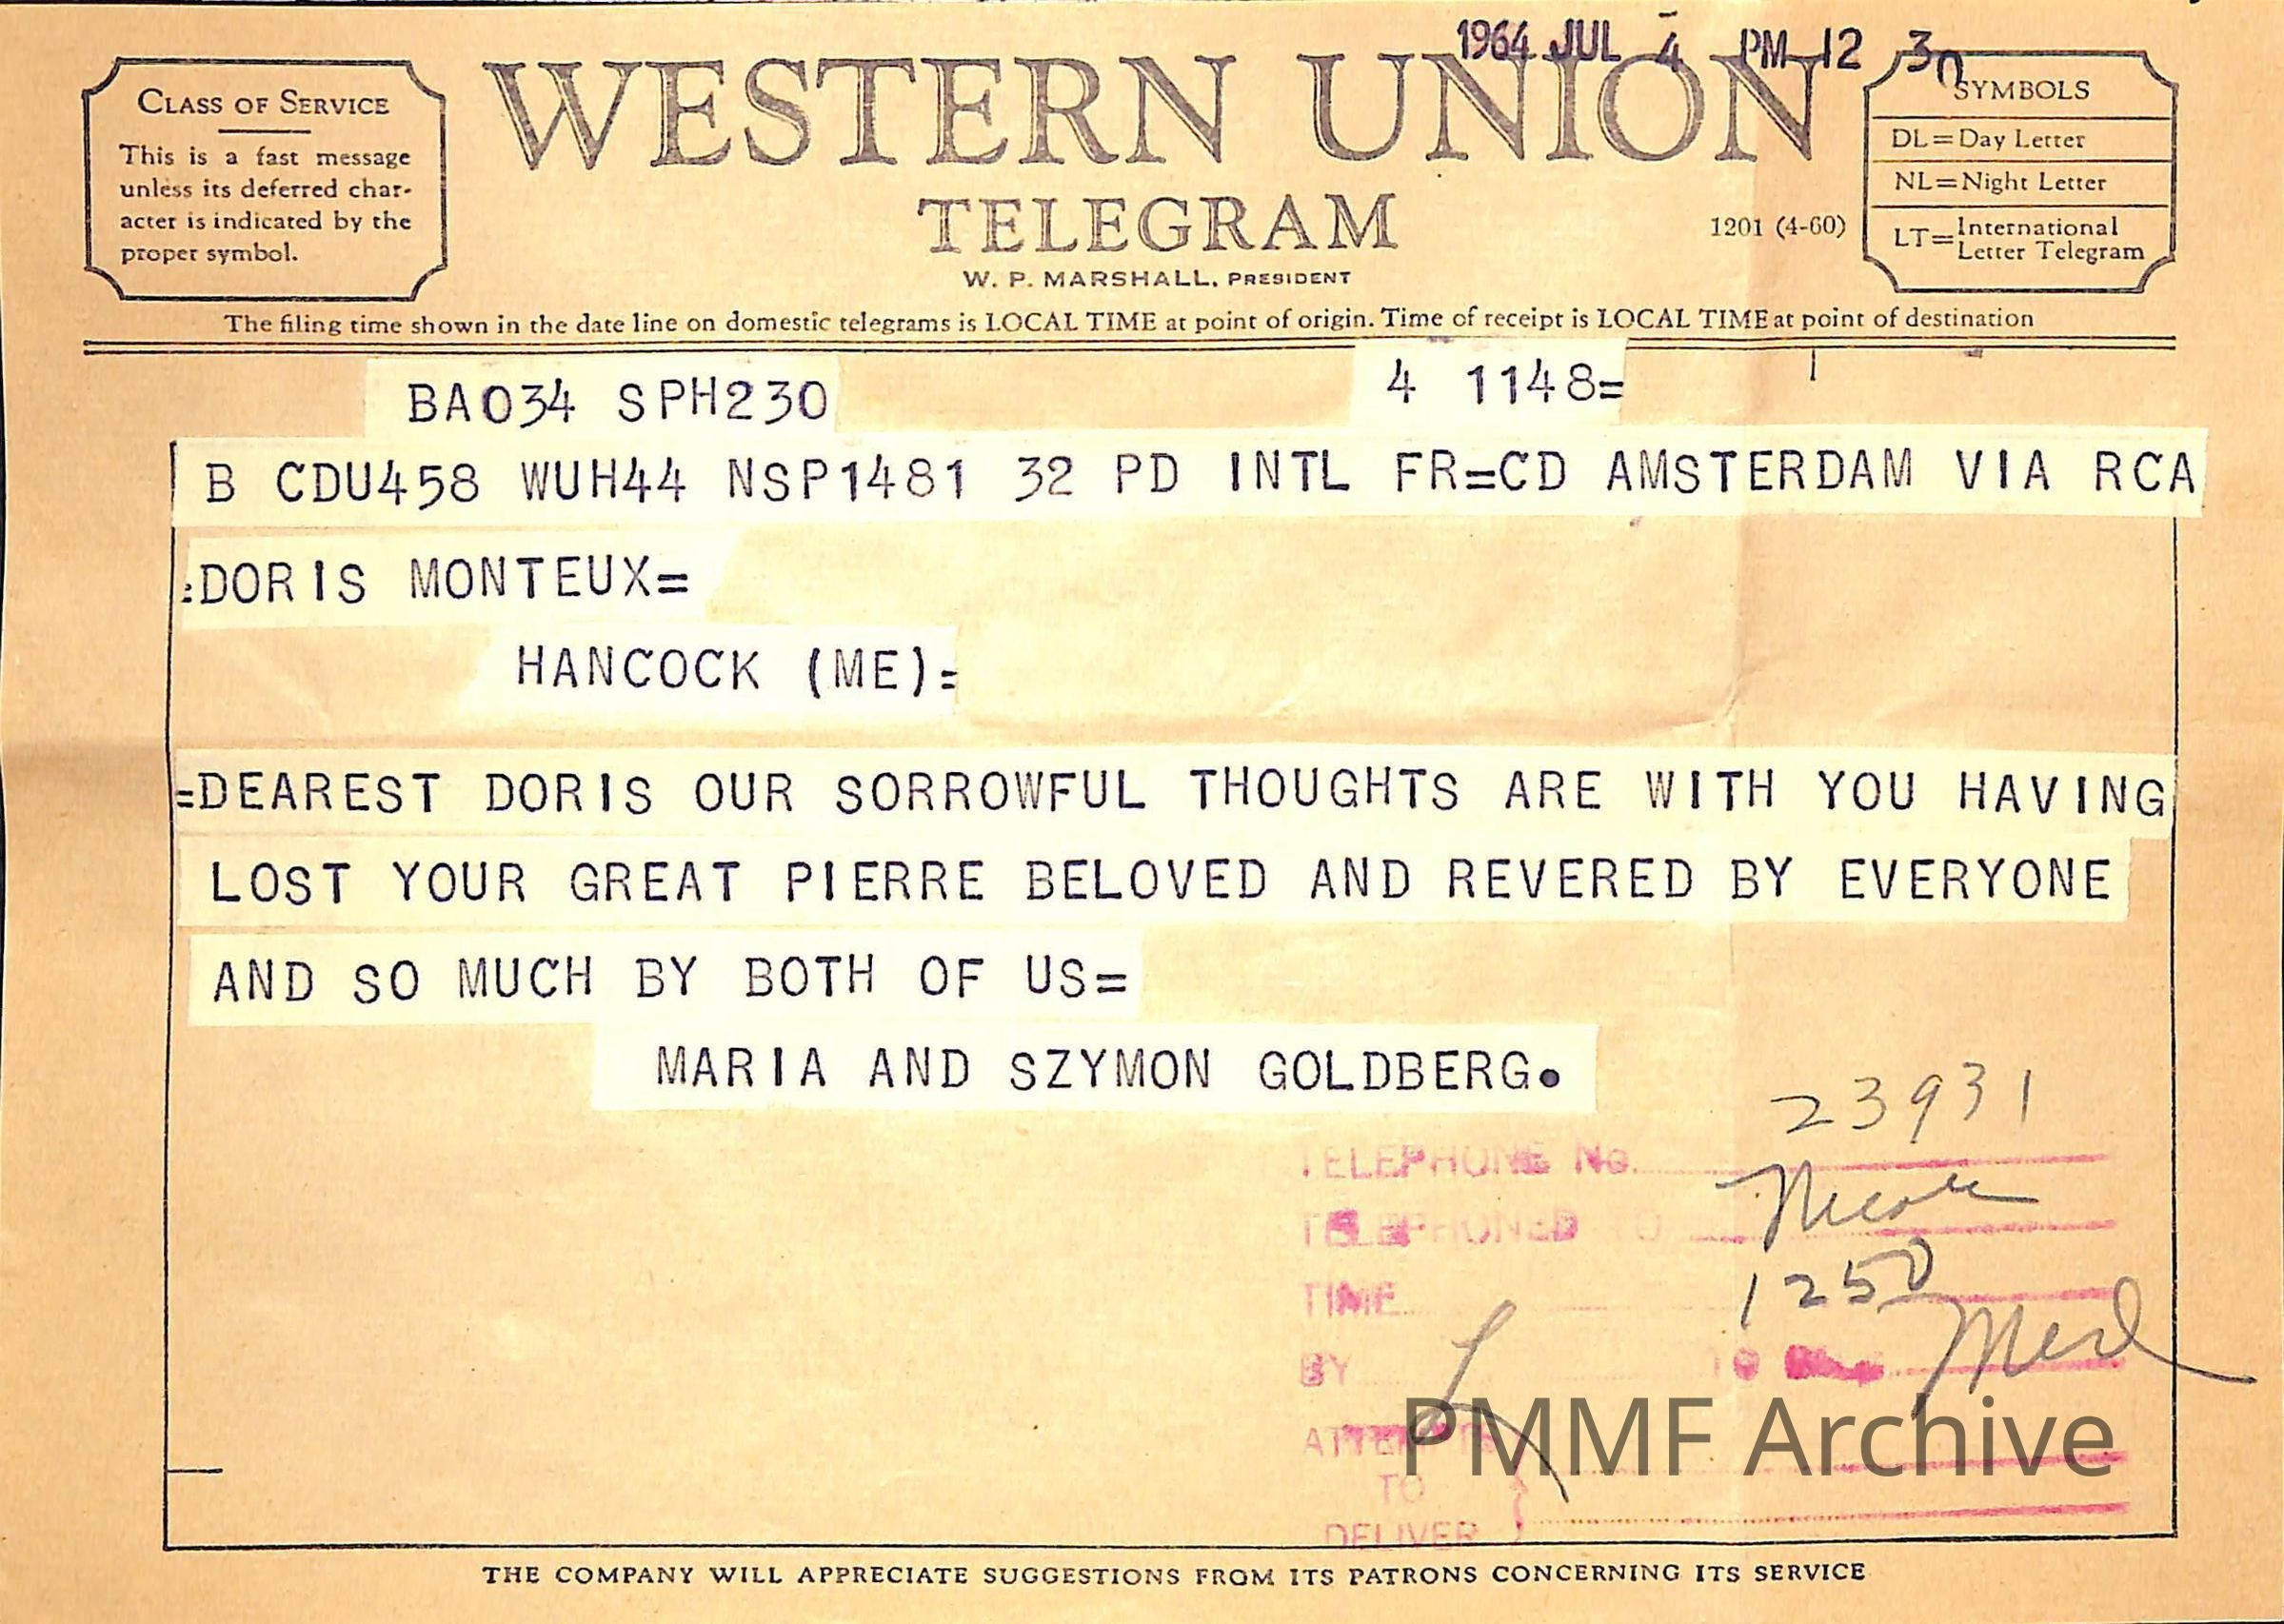 1964 JUL 4 PM 12 30
CLASS OF SERVICE
This is a fast message
unless its deferred char-
acter is indicated by the
proper symbol.
WESTERN UNION
TELEGRAM
W. P. MARSHALL, PRESIDENT
1201 (4-60)
SYMBOLS
DL=Day Letter
NL=Night Letter
LT=International Letter Telegram
The filing time shown in the date line on domestic telegrams is LOCAL TIME at point of origin. Time of receipt is LOCAL TIME at point of destination
BA034 SPH230 4 1148=
B CDU458 WUH44 NSP1481 32 PD INTL FR=CD AMSTERDAM VIA RCA
:DORIS MONTEUX=
HANCOCK (ME)=
=DEAREST DORIS OUR SORROWFUL THOUGHTS ARE WITH YOU HAVING
LOST YOUR GREAT PIERRE BELOVED AND REVERED BY EVERYONE
AND SO MUCH BY BOTH OF US=
MARIA AND SZYMON GOLDBERG.
23931
TELEPHONE No.
TELEPHONED TO
TIME 1250
BY TO
ATTEMPTS
TO
DELIVER
PMMF Archive
THE COMPANY WILL APPRECIATE SUGGESTIONS FROM ITS PATRONS CONCERNING ITS SERVICE